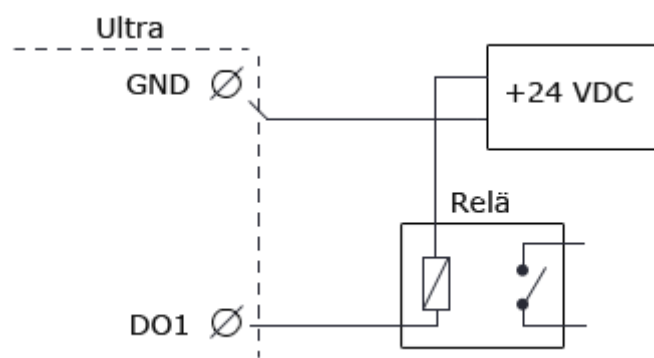 Ultra
GND
+24 VDC
Relä
DO1